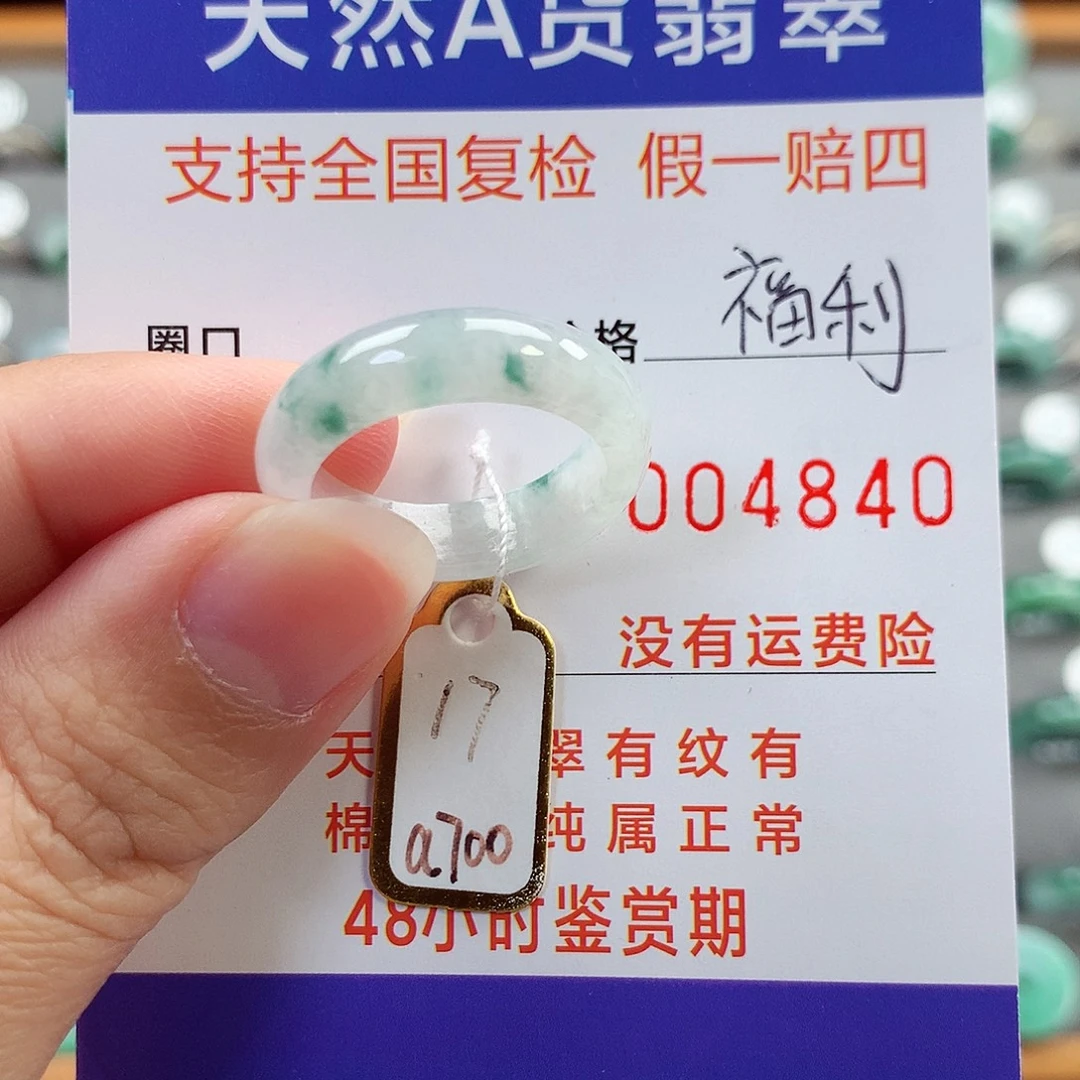 天然A货翡翠
支持全国复检 假一赔四
圈口
格 福利
004840
没有运费险
天 翠有纹有
棉 纯属正常
48小时鉴赏期
17
a700